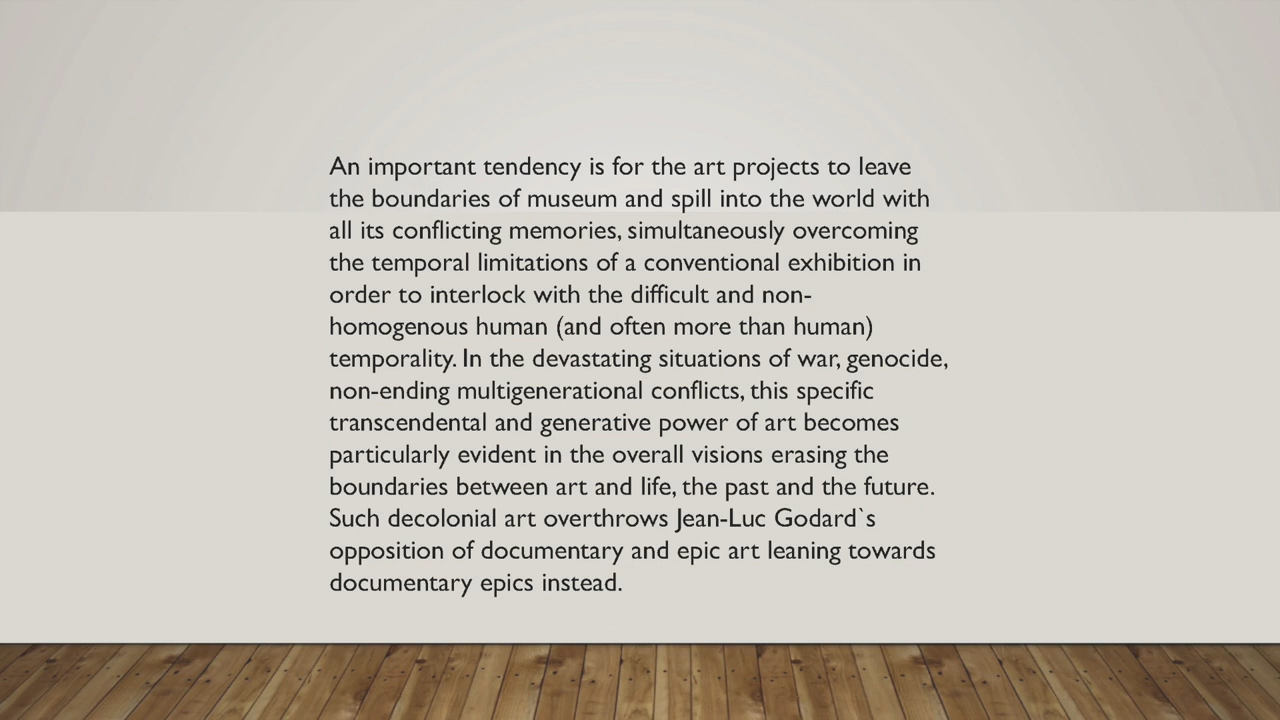 An important tendency is for the art projects to leave
the boundaries of museum and spill into the world with
all its conflicting memories, simultaneously overcoming
the temporal limitations of a conventional exhibition in
order to interlock with the difficult and non-
homogenous human (and often more than human)
temporality. In the devastating situations of war, genocide,
non-ending multigenerational conflicts, this specific
transcendental and generative power of art becomes
particularly evident in the overall visions erasing the
boundaries between art and life, the past and the future.
Such decolonial art overthrows Jean-Luc Godard`s
opposition of documentary and epic art leaning towards
documentary epics instead.